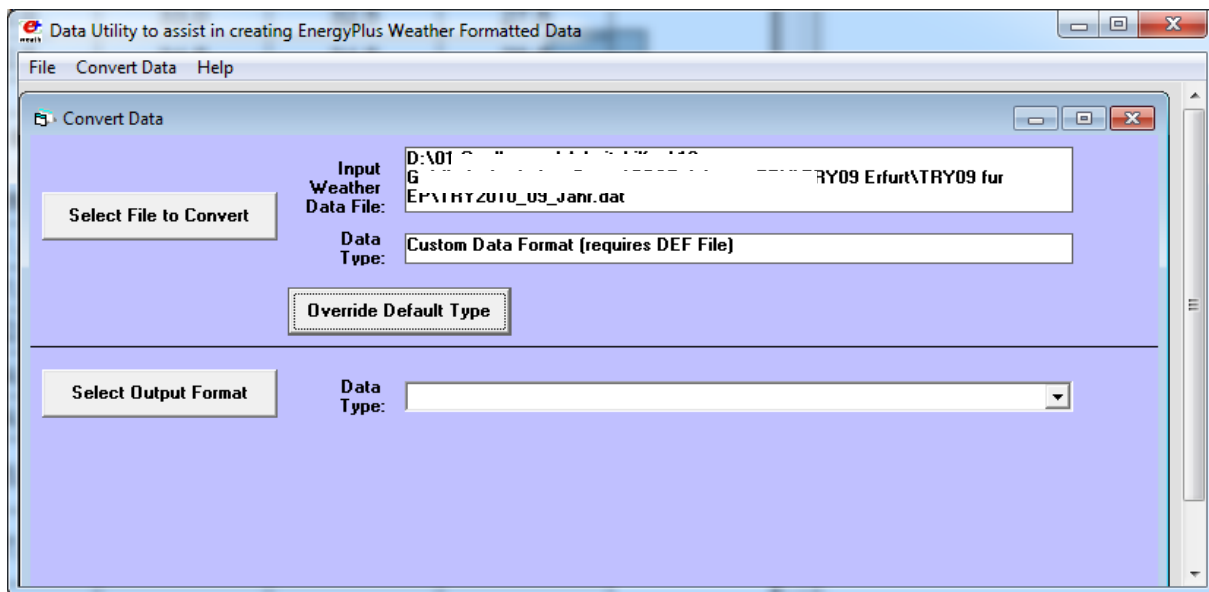 Data Utility to assist in creating EnergyPlus Weather Formatted Data
File Convert Data Help
Convert Data
Select File to Convert
Input Weather Data File:
D:\01
G RY09 Erfurt\TRY09 fur
EP\TRY2010_09_Jahr.dat
Data Type:
Custom Data Format (requires DEF File)
Override Default Type
Select Output Format
Data Type: